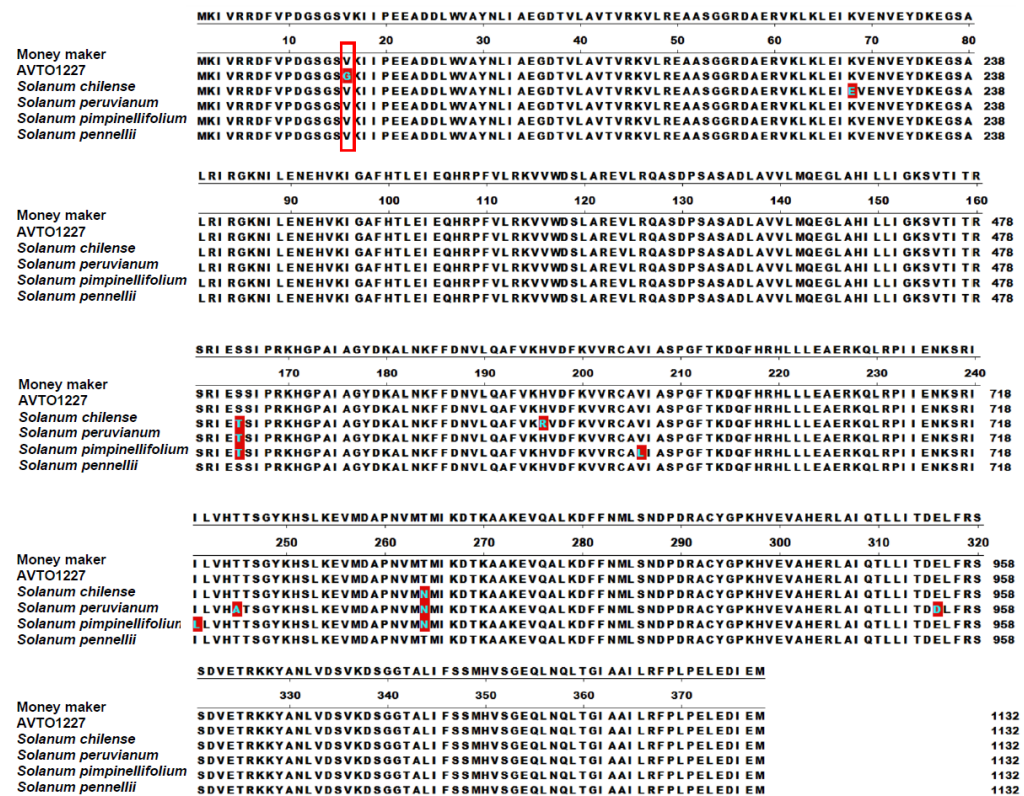 MKIVRRDFVPDGSGSVKIIPEEADDLWVAYNLIAEGDTVLAVTVRKVLREAASGGRDAERVKLKLEIKVENVEYDKEGSA
10 20 30 40 50 60 70 80
Money maker MKIVRRDFVPDGSGSVKIIPEEADDLWVAYNLIAEGDTVLAVTVRKVLREAASGGRDAERVKLKLEIKVENVEYDKEGSA 238
AVTO1227 MKIVRRDFVPDGSGSGKIIPEEADDLWVAYNLIAEGDTVLAVTVRKVLREAASGGRDAERVKLKLEIKVENVEYDKEGSA 238
Solanum chilense MKIVRRDFVPDGSGSVKIIPEEADDLWVAYNLIAEGDTVLAVTVRKVLREAASGGRDAERVKLKLEIEVENVEYDKEGSA 238
Solanum peruvianum MKIVRRDFVPDGSGSVKIIPEEADDLWVAYNLIAEGDTVLAVTVRKVLREAASGGRDAERVKLKLEIKVENVEYDKEGSA 238
Solanum pimpinellifolium MKIVRRDFVPDGSGSVKIIPEEADDLWVAYNLIAEGDTVLAVTVRKVLREAASGGRDAERVKLKLEIKVENVEYDKEGSA 238
Solanum pennellii MKIVRRDFVPDGSGSVKIIPEEADDLWVAYNLIAEGDTVLAVTVRKVLREAASGGRDAERVKLKLEIKVENVEYDKEGSA 238
LRIRGKNILENEHVKIGAFHTLEIEQHRPFVLRKVVWDSLAREVLRQASDPSASADLAVVLMQEGLAHILLIGKSVTITR
90 100 110 120 130 140 150 160
Money maker LRIRGKNILENEHVKIGAFHTLEIEQHRPFVLRKVVWDSLAREVLRQASDPSASADLAVVLMQEGLAHILLIGKSVTITR 478
AVTO1227 LRIRGKNILENEHVKIGAFHTLEIEQHRPFVLRKVVWDSLAREVLRQASDPSASADLAVVLMQEGLAHILLIGKSVTITR 478
Solanum chilense LRIRGKNILENEHVKIGAFHTLEIEQHRPFVLRKVVWDSLAREVLRQASDPSASADLAVVLMQEGLAHILLIGKSVTITR 478
Solanum peruvianum LRIRGKNILENEHVKIGAFHTLEIEQHRPFVLRKVVWDSLAREVLRQASDPSASADLAVVLMQEGLAHILLIGKSVTITR 478
Solanum pimpinellifolium LRIRGKNILENEHVKIGAFHTLEIEQHRPFVLRKVVWDSLAREVLRQASDPSASADLAVVLMQEGLAHILLIGKSVTITR 478
Solanum pennellii LRIRGKNILENEHVKIGAFHTLEIEQHRPFVLRKVVWDSLAREVLRQASDPSASADLAVVLMQEGLAHILLIGKSVTITR 478
SRIESSIPRKHGPAIAGYDKALNKFFDNVLQAFVKHVDFKVVRCAVIASPGFTKDQFHRHLLLEAERKQLRPIIENKSRI
170 180 190 200 210 220 230 240
Money maker SRIESSIPRKHGPAIAGYDKALNKFFDNVLQAFVKHVDFKVVRCAVIASPGFTKDQFHRHLLLEAERKQLRPIIENKSRI 718
AVTO1227 SRIESSIPRKHGPAIAGYDKALNKFFDNVLQAFVKHVDFKVVRCAVIASPGFTKDQFHRHLLLEAERKQLRPIIENKSRI 718
Solanum chilense SRIETSIPRKHGPAIAGYDKALNKFFDNVLQAFVKRVDFKVVRCAVIASPGFTKDQFHRHLLLEAERKQLRPIIENKSRI 718
Solanum peruvianum SRIETSIPRKHGPAIAGYDKALNKFFDNVLQAFVKHVDFKVVRCAVIASPGFTKDQFHRHLLLEAERKQLRPIIENKSRI 718
Solanum pimpinellifolium SRIETSIPRKHGPAIAGYDKALNKFFDNVLQAFVKHVDFKVVRCALIASPGFTKDQFHRHLLLEAERKQLRPIIENKSRI 718
Solanum pennellii SRIESSIPRKHGPAIAGYDKALNKFFDNVLQAFVKHVDFKVVRCAVIASPGFTKDQFHRHLLLEAERKQLRPIIENKSRI 718
ILVHTTSGYKHSLKEVMDAPNVMTMIKDTKAAKEVQALKDFFNMLSNDPDRACYGPKHVEVAHERLAIQTLLITDELFRS
250 260 270 280 290 300 310 320
Money maker ILVHTTSGYKHSLKEVMDAPNVMTMIKDTKAAKEVQALKDFFNMLSNDPDRACYGPKHVEVAHERLAIQTLLITDELFRS 958
AVTO1227 ILVHTTSGYKHSLKEVMDAPNVMTMIKDTKAAKEVQALKDFFNMLSNDPDRACYGPKHVEVAHERLAIQTLLITDELFRS 958
Solanum chilense ILVHTTSGYKHSLKEVMDAPNVMNMIKDTKAAKEVQALKDFFNMLSNDPDRACYGPKHVEVAHERLAIQTLLITDELFRS 958
Solanum peruvianum ILVHATSGYKHSLKEVMDAPNVMNMIKDTKAAKEVQALKDFFNMLSNDPDRACYGPKHVEVAHERLAIQTLLITDDLFRS 958
Solanum pimpinellifoliun LLVHTTSGYKHSLKEVMDAPNVMNMIKDTKAAKEVQALKDFFNMLSNDPDRACYGPKHVEVAHERLAIQTLLITDELFRS 958
Solanum pennellii ILVHTTSGYKHSLKEVMDAPNVMTMIKDTKAAKEVQALKDFFNMLSNDPDRACYGPKHVEVAHERLAIQTLLITDELFRS 958
SDVETRKKYANLVDSVKDSGGTALIFSSMHVSGEQLNQLTGIAAILRFPLPELEDIEM
330 340 350 360 370
Money maker SDVETRKKYANLVDSVKDSGGTALIFSSMHVSGEQLNQLTGIAAILRFPLPELEDIEM 1132
AVTO1227 SDVETRKKYANLVDSVKDSGGTALIFSSMHVSGEQLNQLTGIAAILRFPLPELEDIEM 1132
Solanum chilense SDVETRKKYANLVDSVKDSGGTALIFSSMHVSGEQLNQLTGIAAILRFPLPELEDIEM 1132
Solanum peruvianum SDVETRKKYANLVDSVKDSGGTALIFSSMHVSGEQLNQLTGIAAILRFPLPELEDIEM 1132
Solanum pimpinellifolium SDVETRKKYANLVDSVKDSGGTALIFSSMHVSGEQLNQLTGIAAILRFPLPELEDIEM 1132
Solanum pennellii SDVETRKKYANLVDSVKDSGGTALIFSSMHVSGEQLNQLTGIAAILRFPLPELEDIEM 1132